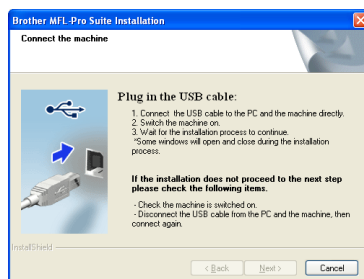 Brother MFL-Pro Suite Installation
Connect the machine
Plug in the USB cable:
1. Connect the USB cable to the PC and the machine directly.
2. Switch the machine on.
3. Wait for the installation process to continue.
*Some windows will open and close during the installation
process.
If the installation does not proceed to the next step
please check the following items.
- Check the machine is switched on.
- Disconnect the USB cable from the PC and the machine, then
connect again.
InstallShield
< Back Next > Cancel